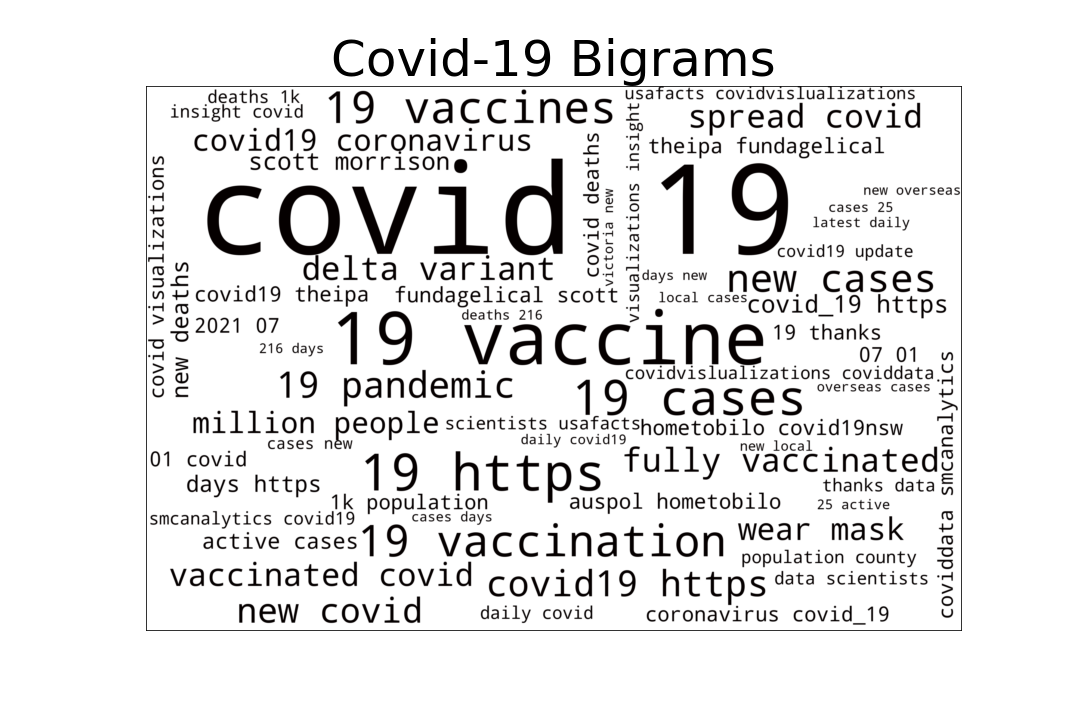 Covid-19 Bigrams
deaths 1k
insight covid
19 vaccines
usafacts covidvislualizations
spread covid
covid19 coronavirus
theipa fundagelical
scott morrison
covid 19
covid deaths
victoria new
visualizations insight
new overseas
cases 25
latest daily
covid19 update
covid visualizations
new deaths
delta variant
days new
new cases
covid19 theipa
fundagelical scott
local cases
covid_19 https
2021 07
deaths 216
216 days
19 vaccine
19 thanks
07 01
covidvislualizations coviddata
19 pandemic
19 cases
overseas cases
million people
scientists usafacts
hometobilo covid19nsw
cases new
daily covid19
new local
01 covid
19 https
fully vaccinated
days https
thanks data
1k population
auspol hometobilo
25 active
smcanalytics covid19
cases days
active cases
19 vaccination
wear mask
population county
coviddata smcanalytics
vaccinated covid
covid19 https
data scientists
new covid
daily covid
coronavirus covid_19